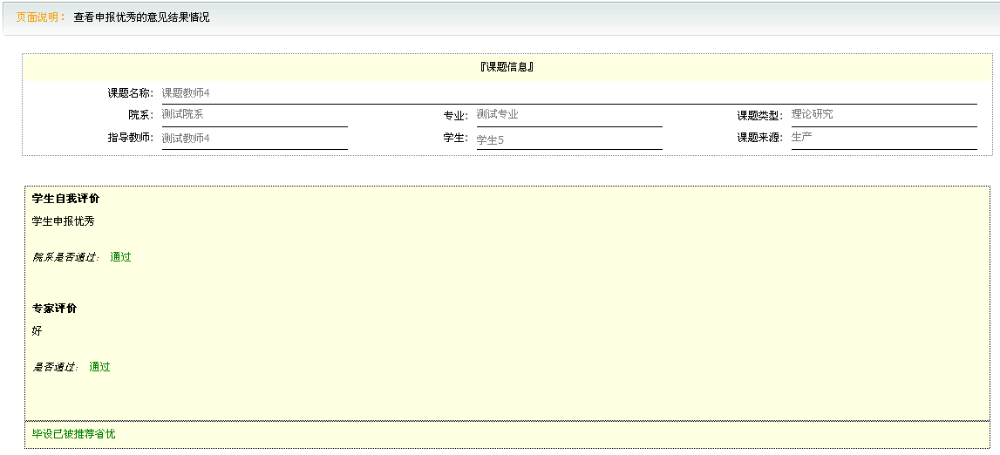 页面说明： 查看申报优秀的意见结果情况
『课题信息』
课题名称: 课题教师4
院系: 测试院系 专业: 测试专业 课题类型: 理论研究
指导教师: 测试教师4 学生: 学生5 课题来源: 生产
学生自我评价
学生申报优秀
院系是否通过： 通过
专家评价
好
是否通过： 通过
毕设已被推荐省优